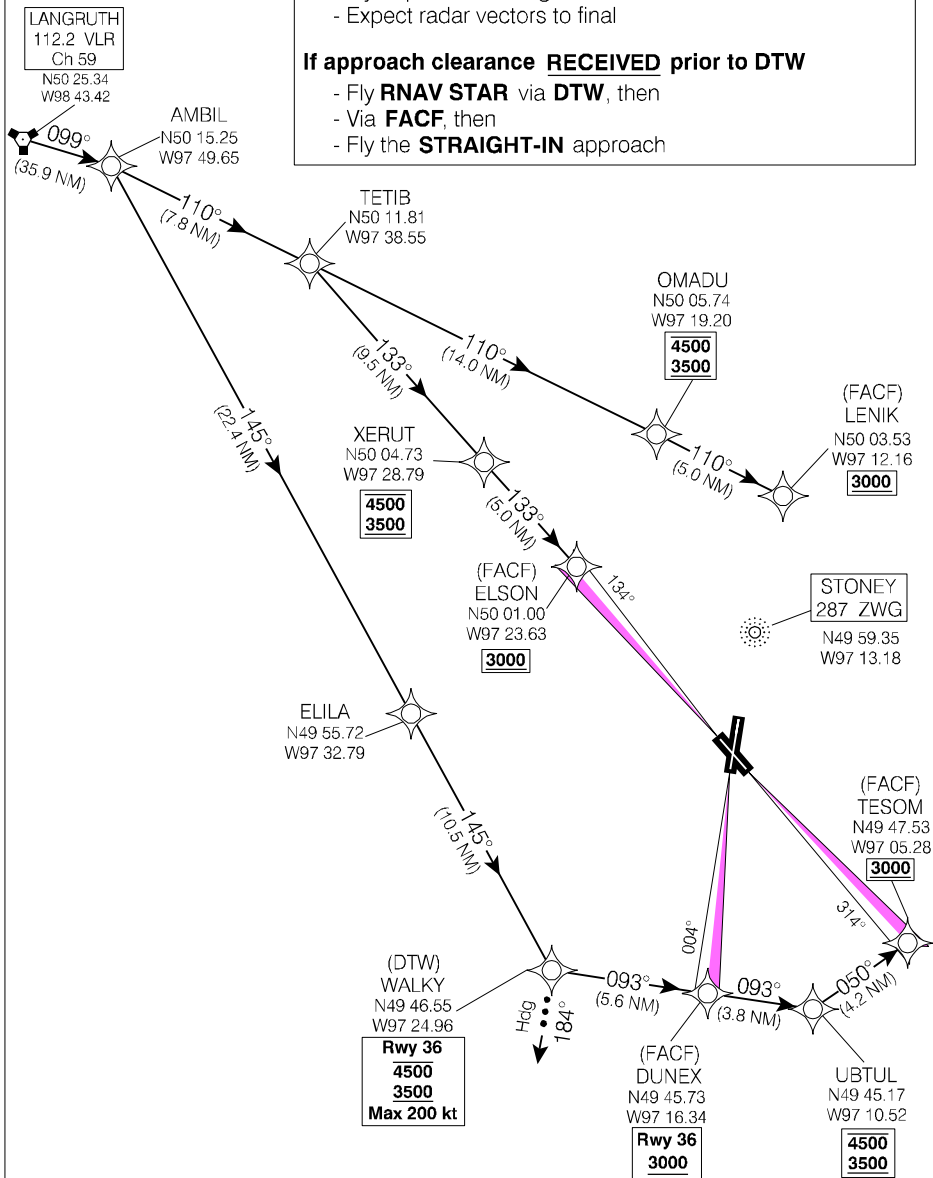 - Expect radar vectors to final
If approach clearance RECEIVED prior to DTW
- Fly RNAV STAR via DTW, then
- Via FACF, then
- Fly the STRAIGHT-IN approach
LANGRUTH
112.2 VLR
Ch 59
N50 25.34
W98 43.42
099°
(35.9 NM)
AMBIL
N50 15.25
W97 49.65
110°
(7.8 NM)
TETIB
N50 11.81
W97 38.55
110°
(14.0 NM)
OMADU
N50 05.74
W97 19.20
4500
3500
110°
(5.0 NM)
(FACF)
LENIK
N50 03.53
W97 12.16
3000
133°
(9.5 NM)
XERUT
N50 04.73
W97 28.79
4500
3500
133°
(5.0 NM)
(FACF)
ELSON
N50 01.00
W97 23.63
3000
134°
STONEY
287 ZWG
N49 59.35
W97 13.18
145°
(22.4 NM)
ELILA
N49 55.72
W97 32.79
145°
(10.5 NM)
(FACF)
TESOM
N49 47.53
W97 05.28
3000
314°
004°
(DTW)
WALKY
N49 46.55
W97 24.96
Rwy 36
4500
3500
Max 200 kt
Hdg
184°
093°
(5.6 NM)
(FACF)
DUNEX
N49 45.73
W97 16.34
Rwy 36
3000
093°
(3.8 NM)
050°
(4.2 NM)
UBTUL
N49 45.17
W97 10.52
4500
3500